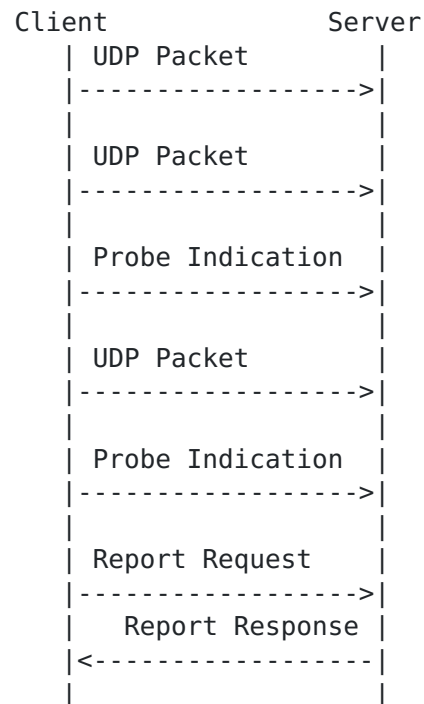 Client Server
| UDP Packet |
|------------------>|
| |
| UDP Packet |
|------------------>|
| |
| Probe Indication |
|------------------>|
| |
| UDP Packet |
|------------------>|
| |
| Probe Indication |
|------------------>|
| |
| Report Request |
|------------------>|
| Report Response |
|<------------------|
| |